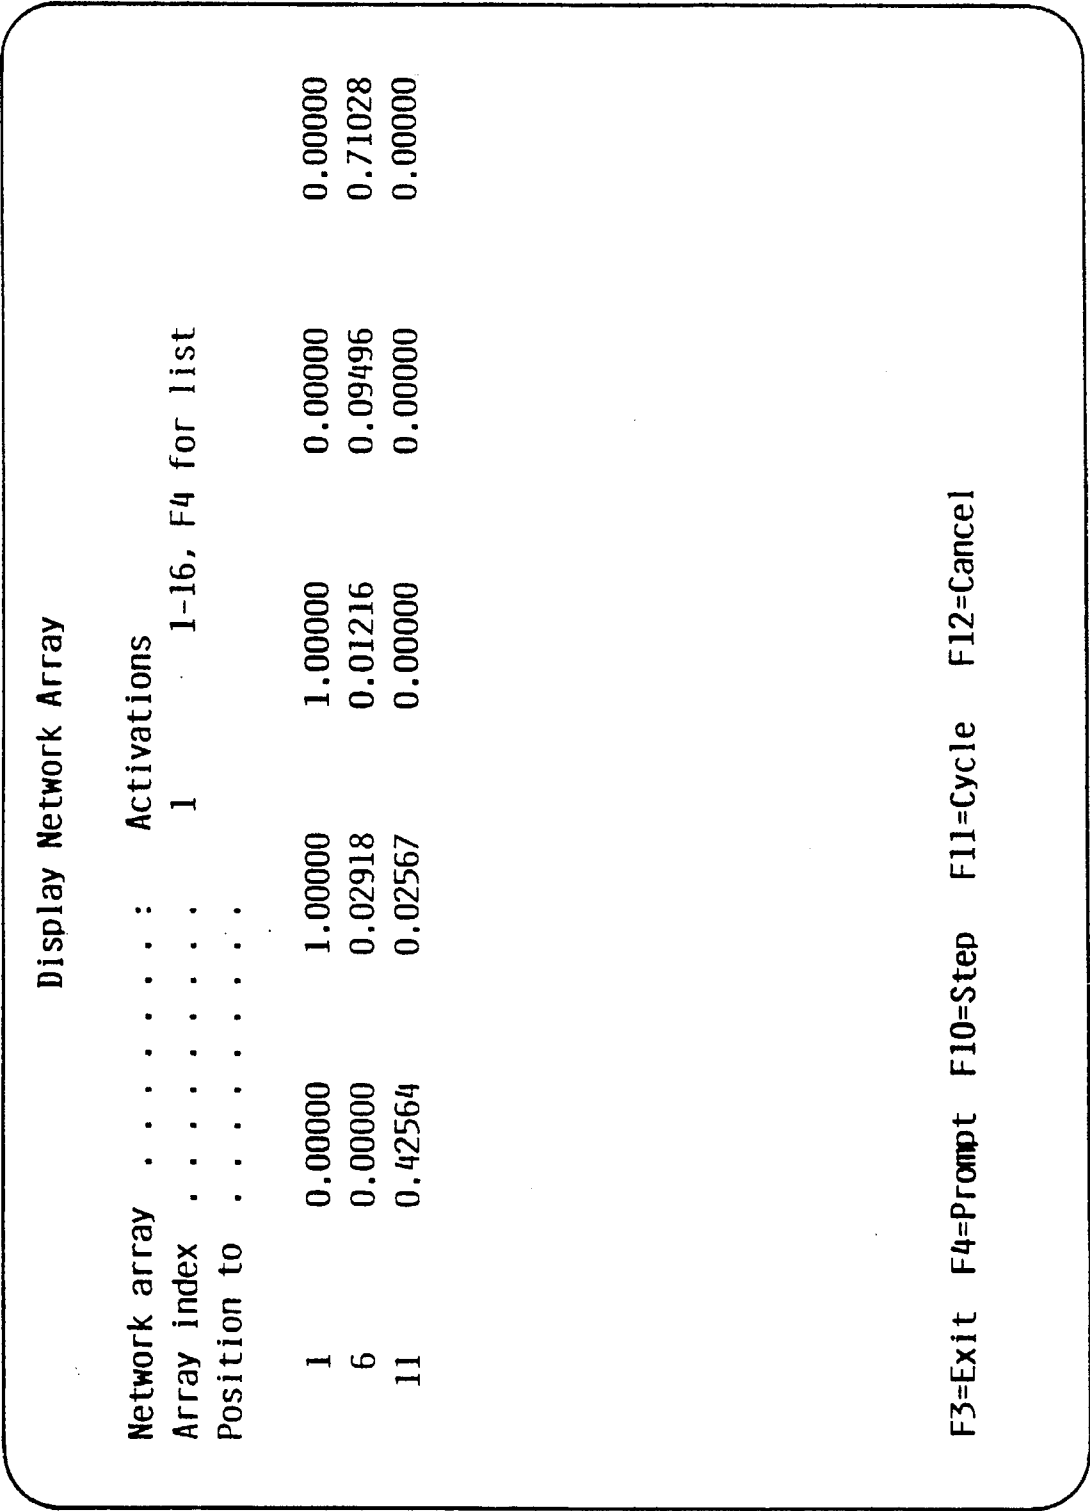 Display Network Array
Network array . . . . . . . : Activations
Array index . . . . . . . . . 1 1-16, F4 for list
Position to . . . . . . . . .
1 0.00000 1.00000 1.00000 0.00000 0.00000
6 0.00000 0.02918 0.01216 0.09496 0.71028
11 0.42564 0.02567 0.00000 0.00000 0.00000
F3=Exit F4=Prompt F10=Step F11=Cycle F12=Cancel